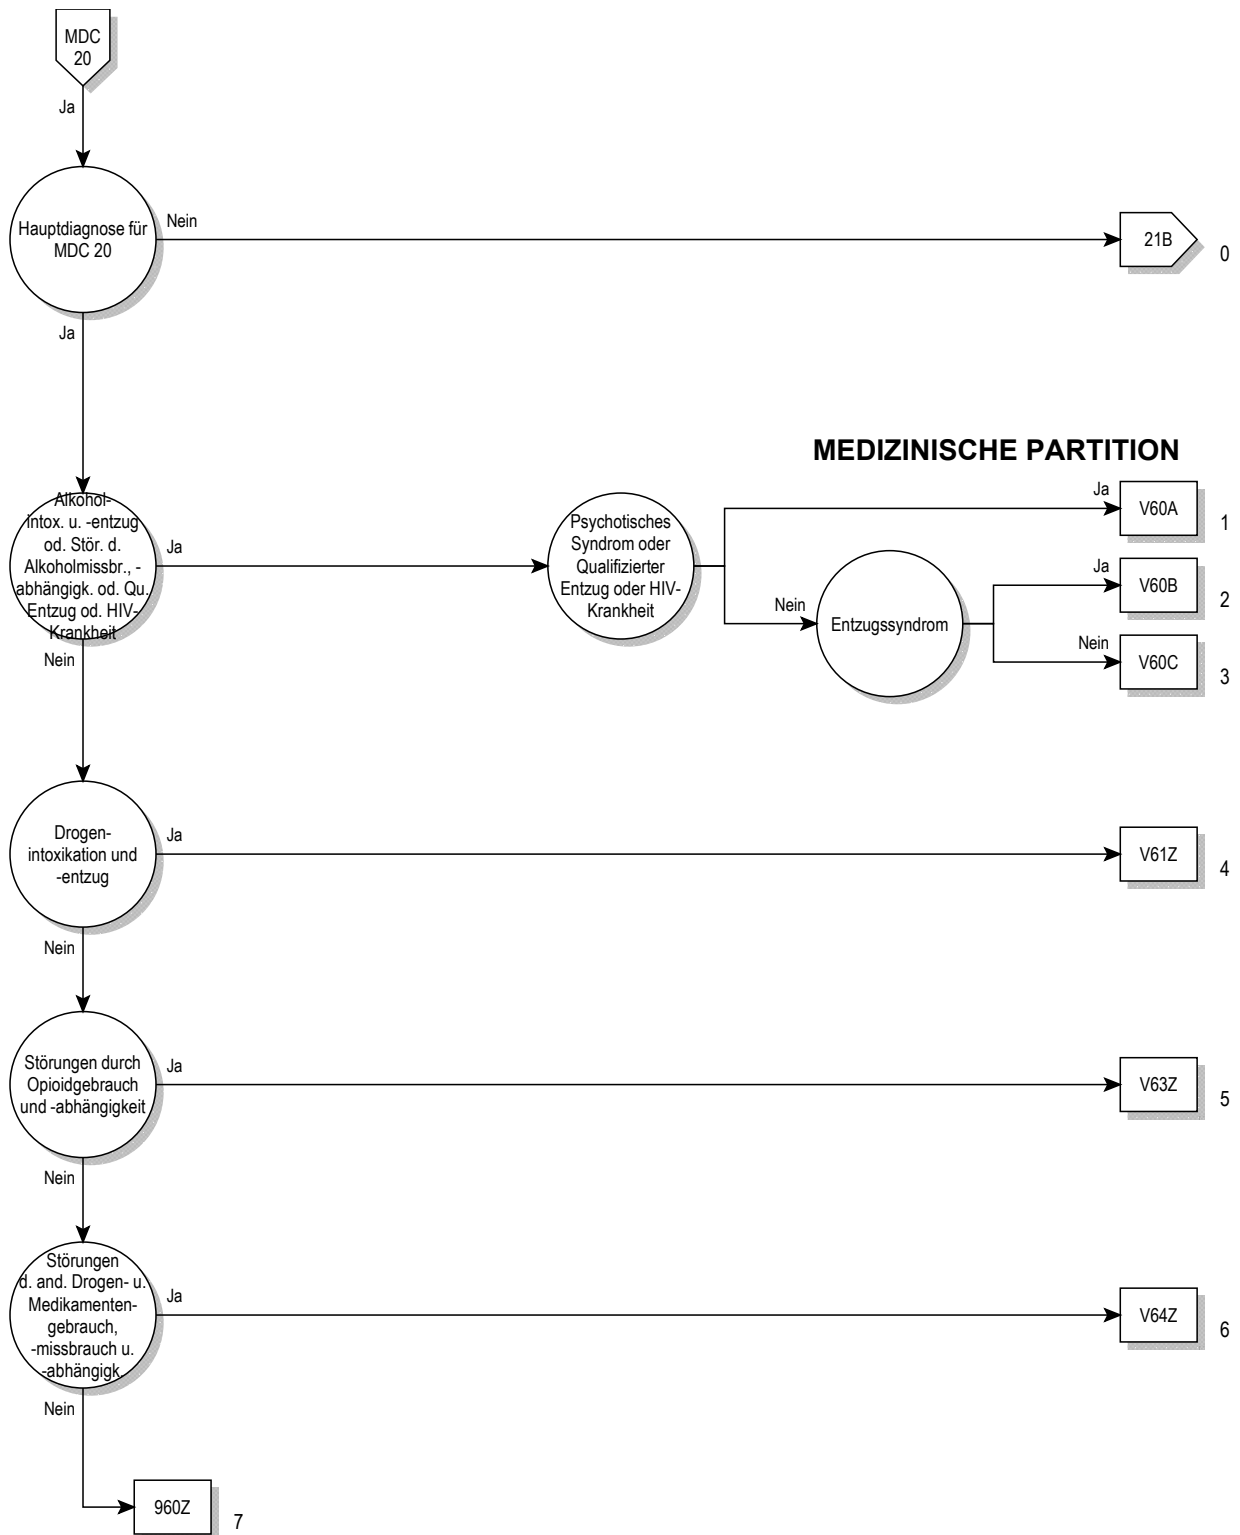 MDC
20
Ja
Hauptdiagnose für
MDC 20
Nein
21B
0
Ja
MEDIZINISCHE PARTITION
Alkohol-
intox. u. -entzug
od. Stör. d.
Alkoholmissbr., -
abhängigk. od. Qu.
Entzug od. HIV-
Krankheit
Ja
Psychotisches
Syndrom oder
Qualifizierter
Entzug oder HIV-
Krankheit
Ja
V60A
1
Nein
Entzugssyndrom
Ja
V60B
2
Nein
V60C
3
Nein
Drogen-
intoxikation und
-entzug
Ja
V61Z
4
Nein
Störungen durch
Opioidgebrauch
und -abhängigkeit
Ja
V63Z
5
Nein
Störungen
d. and. Drogen- u.
Medikamenten-
gebrauch,
-missbrauch u.
-abhängigk.
Ja
V64Z
6
Nein
960Z
7